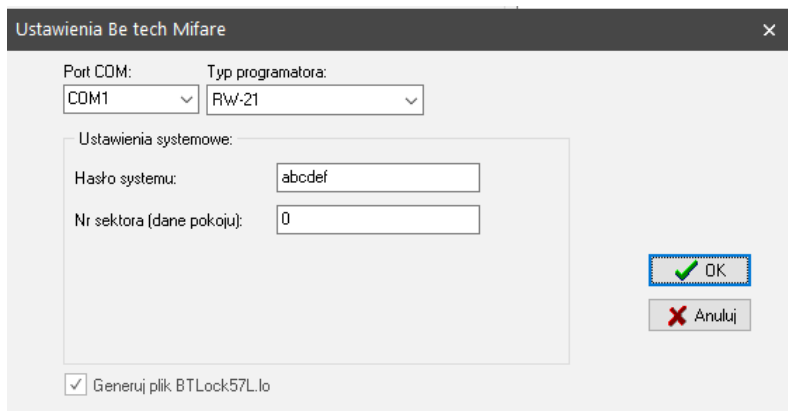 Ustawienia Be tech Mifare
Port COM: Typ programatora:
COM1 RW-21
Ustawienia systemowe:
Hasło systemu: abcdef
Nr sektora (dane pokoju): 0
OK
Anuluj
Generuj plik BTLock57L.lo